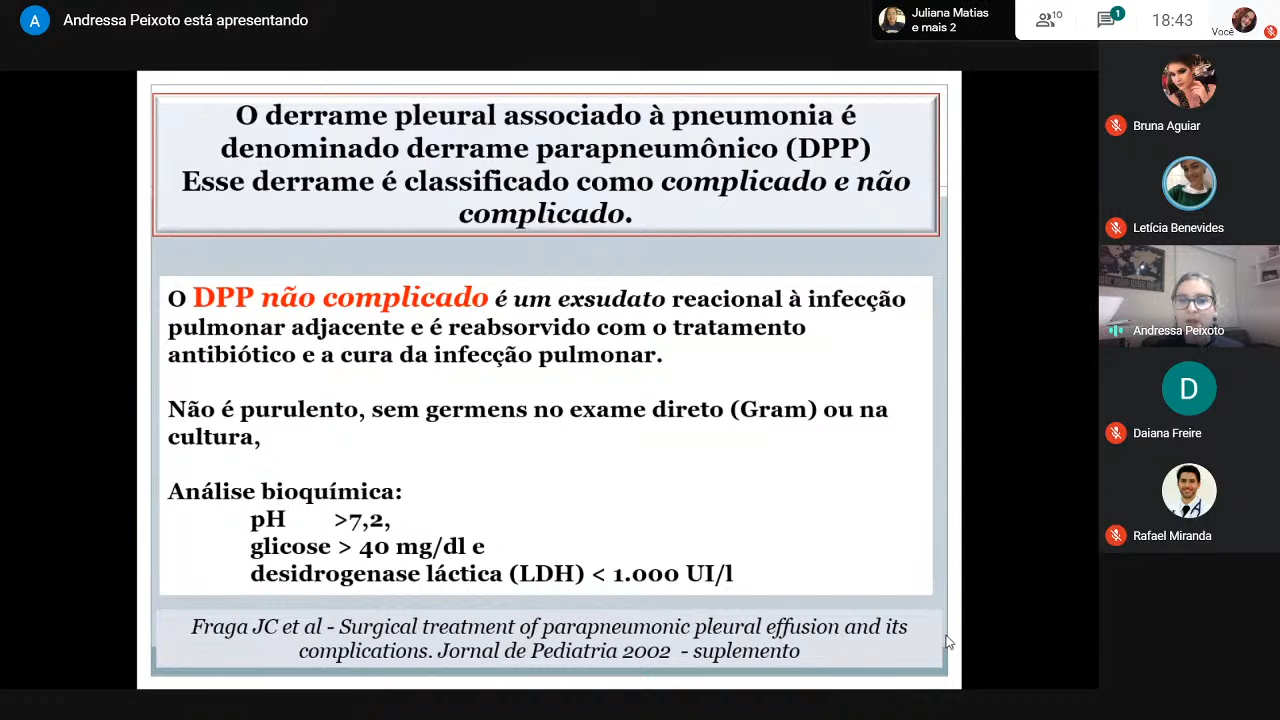 A
Andressa Peixoto está apresentando
Juliana Matias
e mais 2
10
1
18:43
Você
O derrame pleural associado à pneumonia é
denominado derrame parapneumônico (DPP)
Esse derrame é classificado como complicado e não
complicado.
O DPP não complicado é um exsudato reacional à infecção
pulmonar adjacente e é reabsorvido com o tratamento
antibiótico e a cura da infecção pulmonar.
Não é purulento, sem germens no exame direto (Gram) ou na
cultura,
Análise bioquímica:
pH >7,2,
glicose > 40 mg/dl e
desidrogenase láctica (LDH) < 1.000 UI/l
Fraga JC et al - Surgical treatment of parapneumonic pleural effusion and its
complications. Jornal de Pediatria 2002 - suplemento
Bruna Aguiar
Letícia Benevides
Andressa Peixoto
D
Daiana Freire
Rafael Miranda